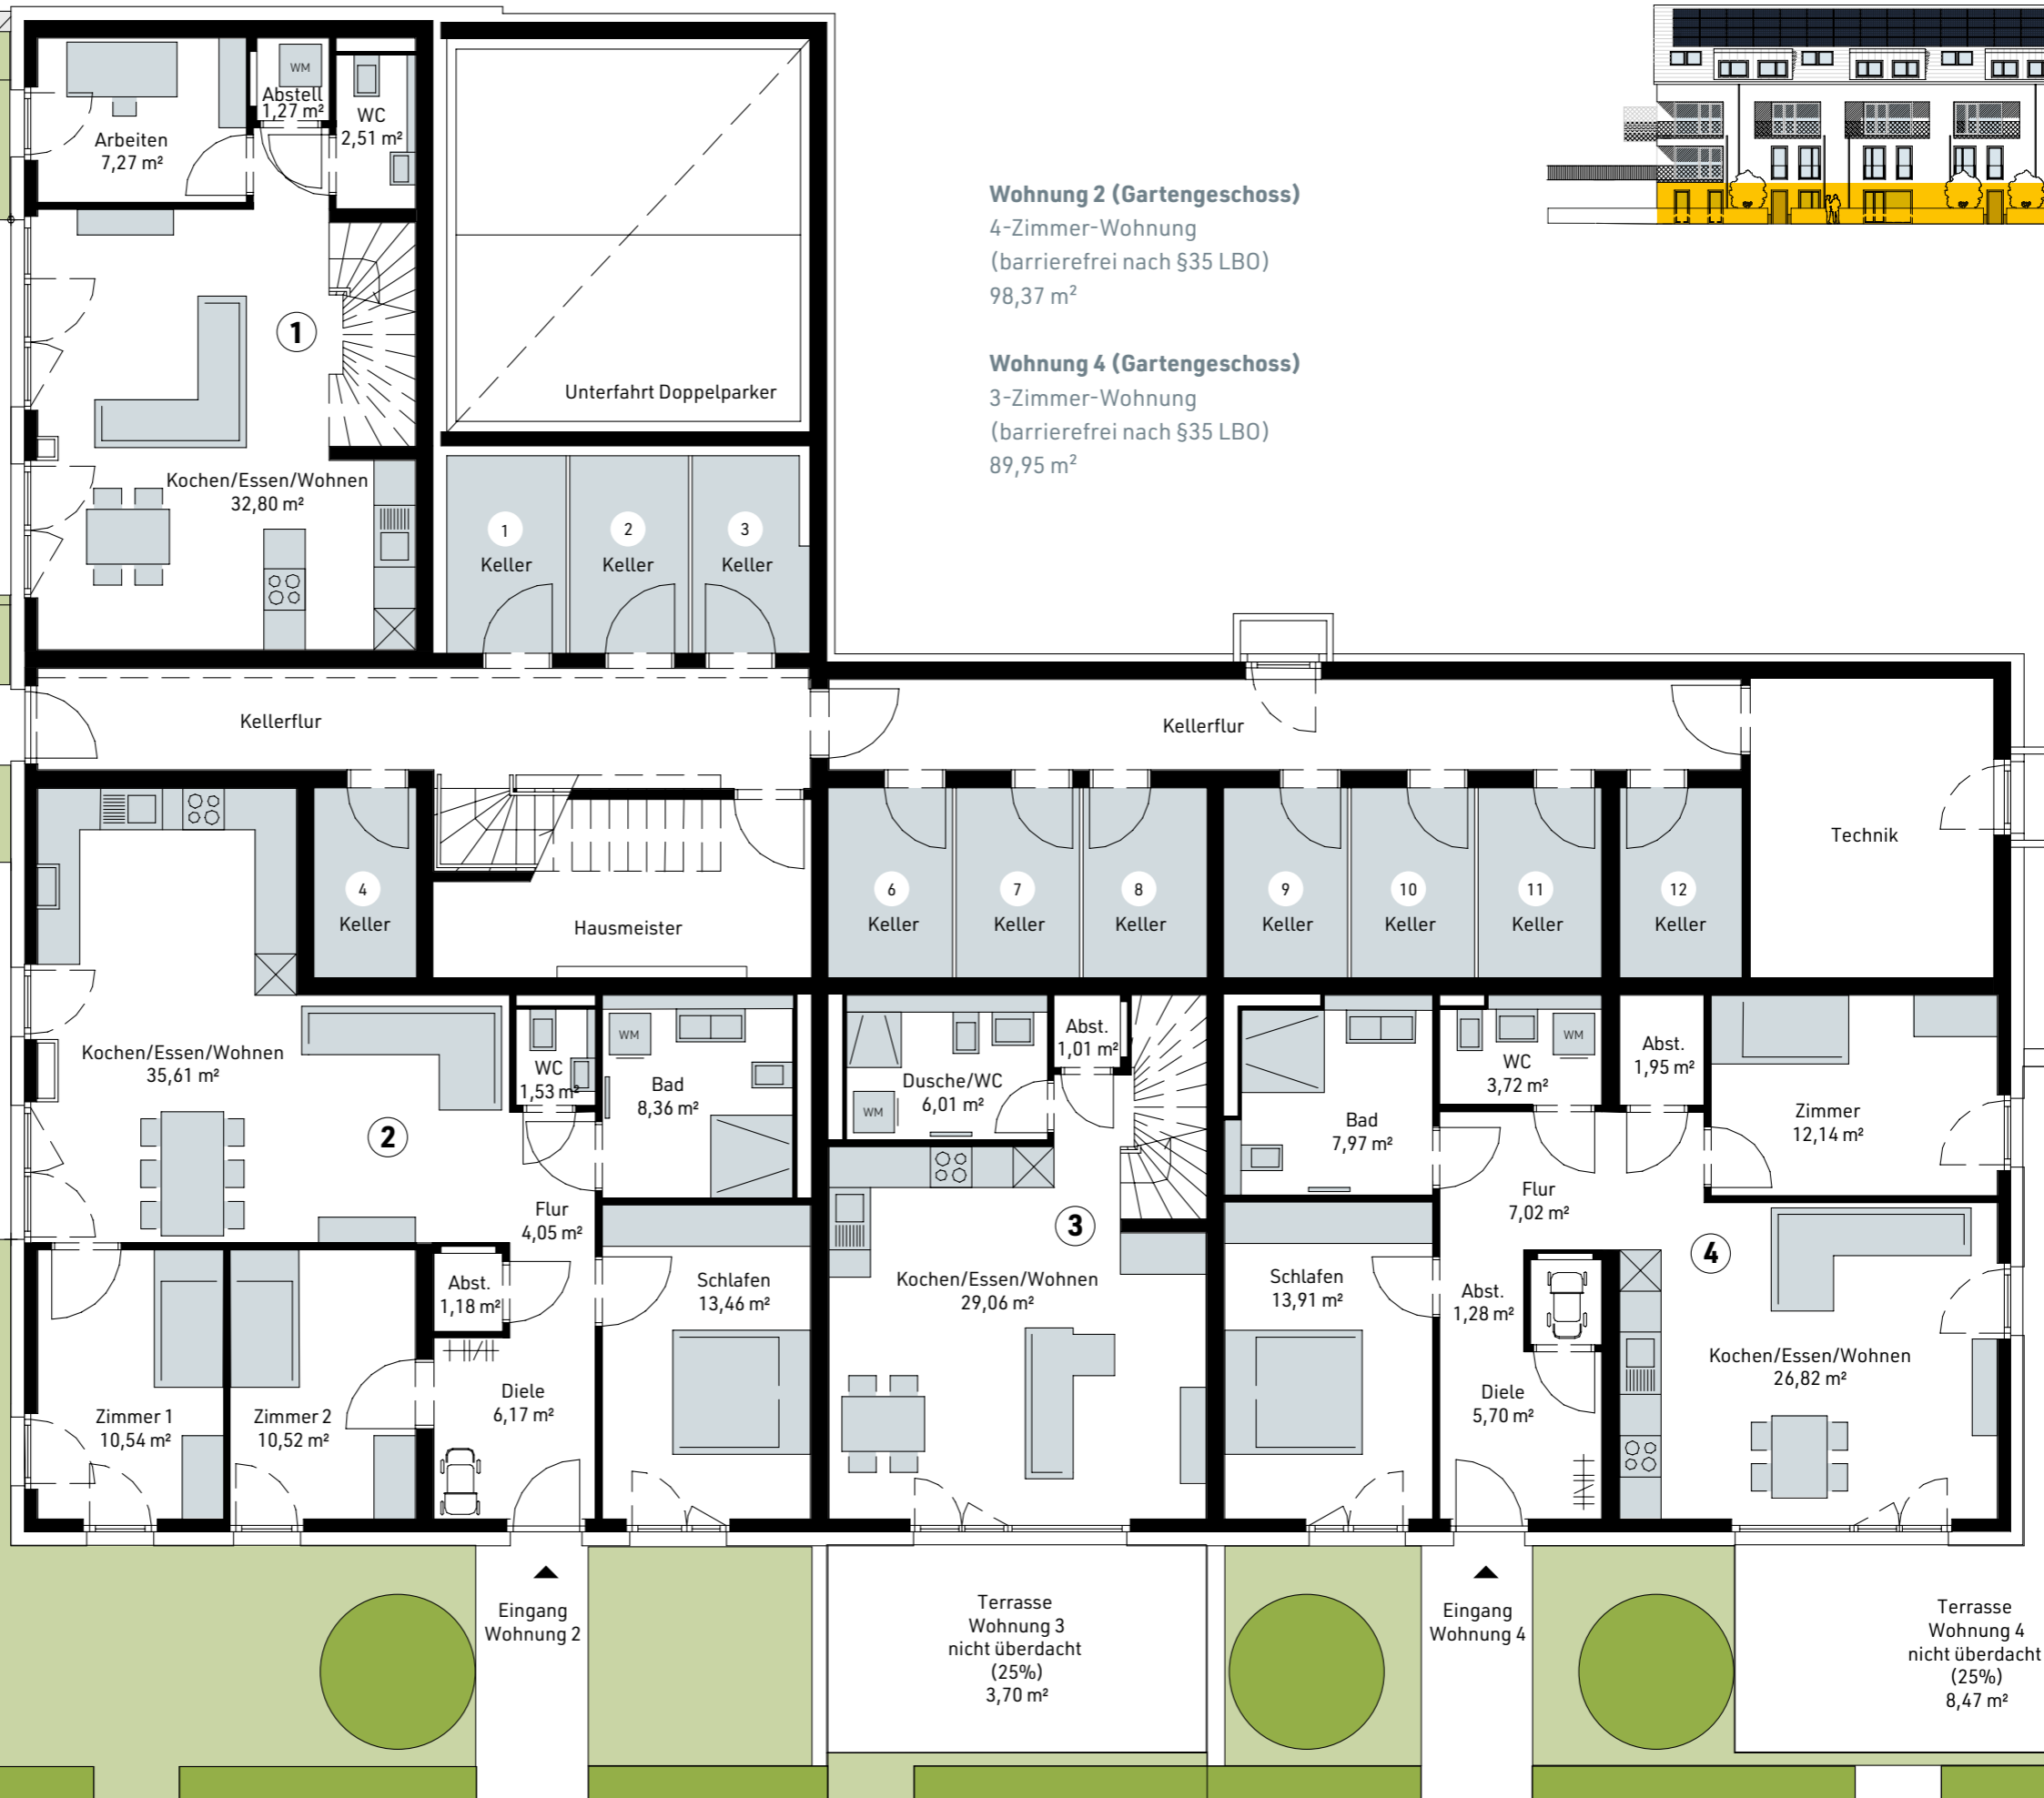 WM
Abstell
1,27 m²
WC
2,51 m²
Arbeiten
7,27 m²
1
Kochen/Essen/Wohnen
32,80 m²
Unterfahrt Doppelparker
Wohnung 2 (Gartengeschoss)
4-Zimmer-Wohnung
(barrierefrei nach §35 LBO)
98,37 m²
Wohnung 4 (Gartengeschoss)
3-Zimmer-Wohnung
(barrierefrei nach §35 LBO)
89,95 m²
1
Keller
2
Keller
3
Keller
Kellerflur
Kellerflur
Technik
4
Keller
Hausmeister
6
Keller
7
Keller
8
Keller
9
Keller
10
Keller
11
Keller
12
Keller
Kochen/Essen/Wohnen
35,61 m²
2
WC
1,53 m²
WM
Bad
8,36 m²
Flur
4,05 m²
Abst.
1,18 m²
Diele
6,17 m²
Zimmer 1
10,54 m²
Zimmer 2
10,52 m²
Schlafen
13,46 m²
Dusche/WC
6,01 m²
WM
Abst.
1,01 m²
3
Kochen/Essen/Wohnen
29,06 m²
Bad
7,97 m²
WM
WC
3,72 m²
Abst.
1,95 m²
Zimmer
12,14 m²
Flur
7,02 m²
4
Schlafen
13,91 m²
Abst.
1,28 m²
Diele
5,70 m²
Kochen/Essen/Wohnen
26,82 m²
Eingang
Wohnung 2
Terrasse
Wohnung 3
nicht überdacht
(25%)
3,70 m²
Eingang
Wohnung 4
Terrasse
Wohnung 4
nicht überdacht
(25%)
8,47 m²